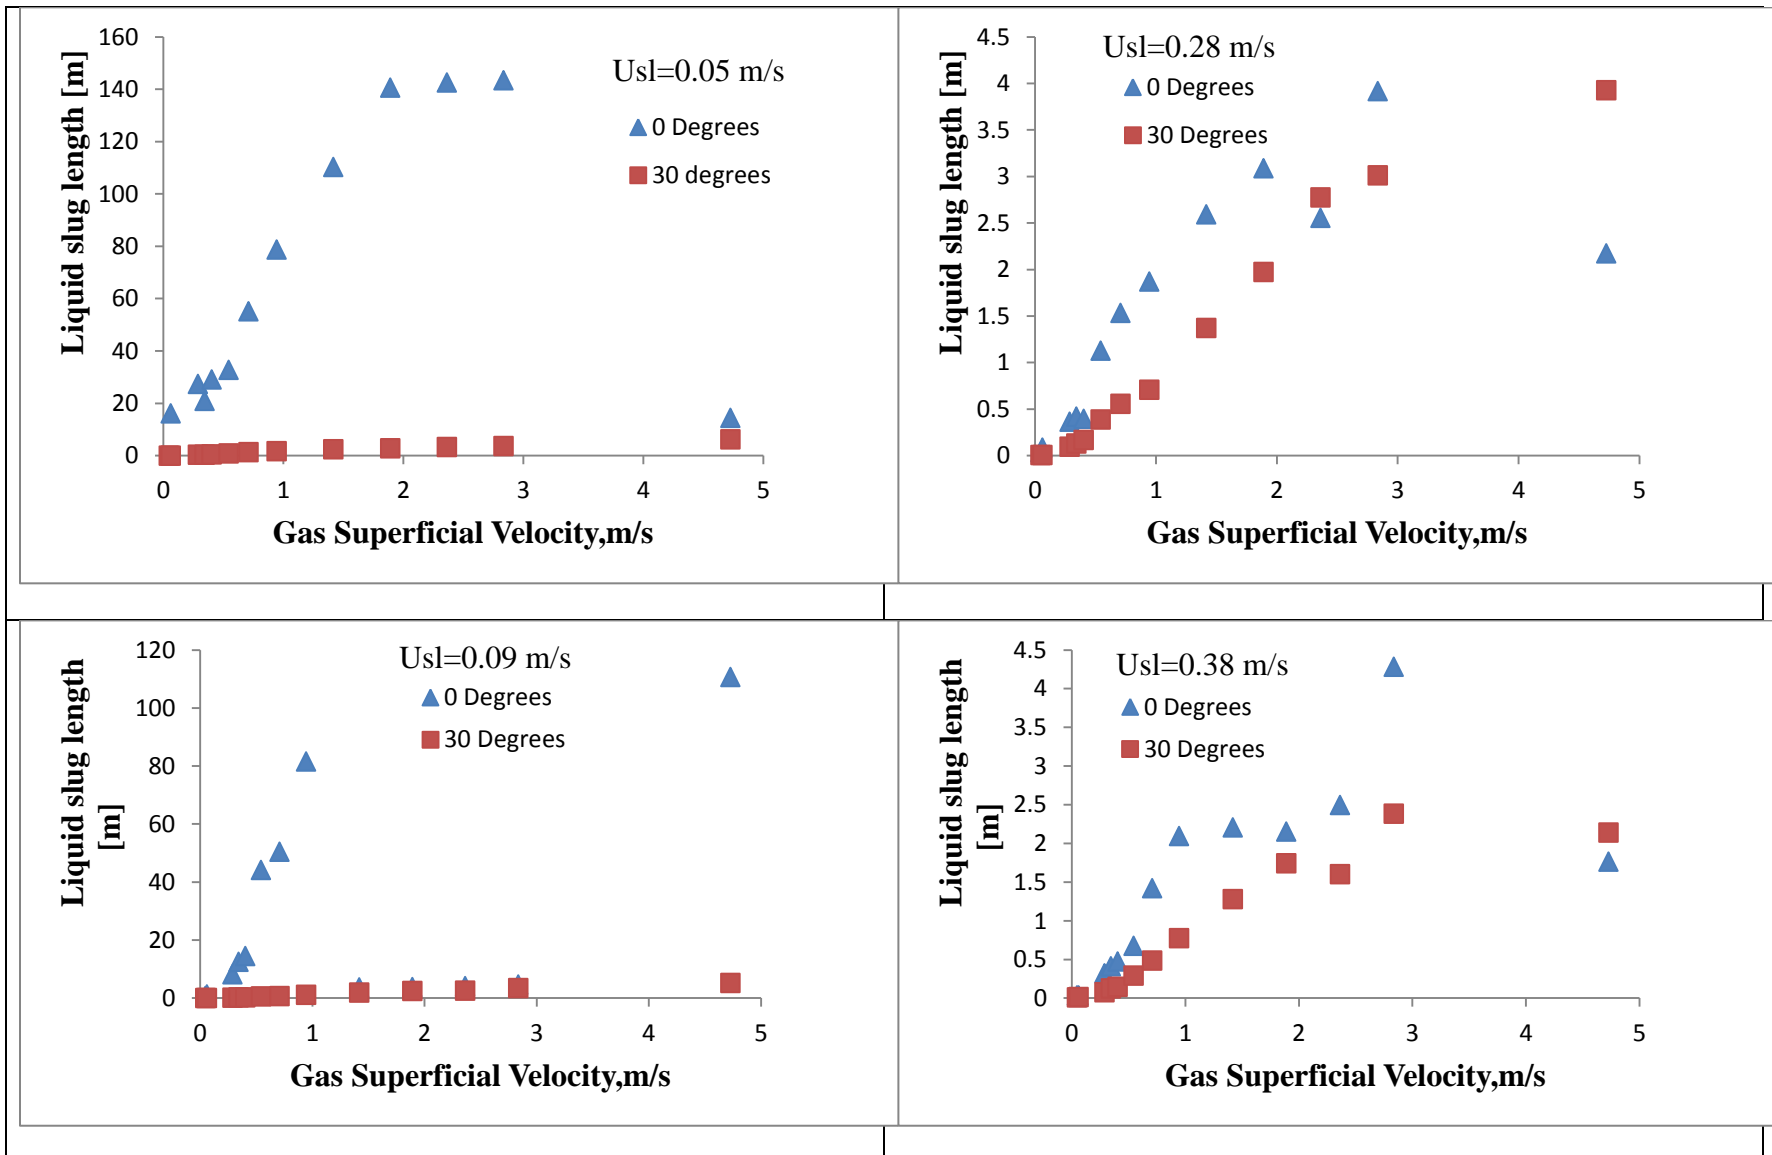 160
140
120
100
80
60
40
20
0
0 1 2 3 4 5
Liquid slug length [m]
Gas Superficial Velocity,m/s
Usl=0.05 m/s
0 Degrees
30 degrees
4.5
4
3.5
3
2.5
2
1.5
1
0.5
0
0 1 2 3 4 5
Liquid slug length [m]
Gas Superficial Velocity,m/s
Usl=0.28 m/s
0 Degrees
30 Degrees
120
100
80
60
40
20
0
0 1 2 3 4 5
Liquid slug length
[m]
Gas Superficial Velocity,m/s
Usl=0.09 m/s
0 Degrees
30 Degrees
4.5
4
3.5
3
2.5
2
1.5
1
0.5
0
0 1 2 3 4 5
Liquid slug length
[m]
Gas Superficial Velocity,m/s
Usl=0.38 m/s
0 Degrees
30 Degrees